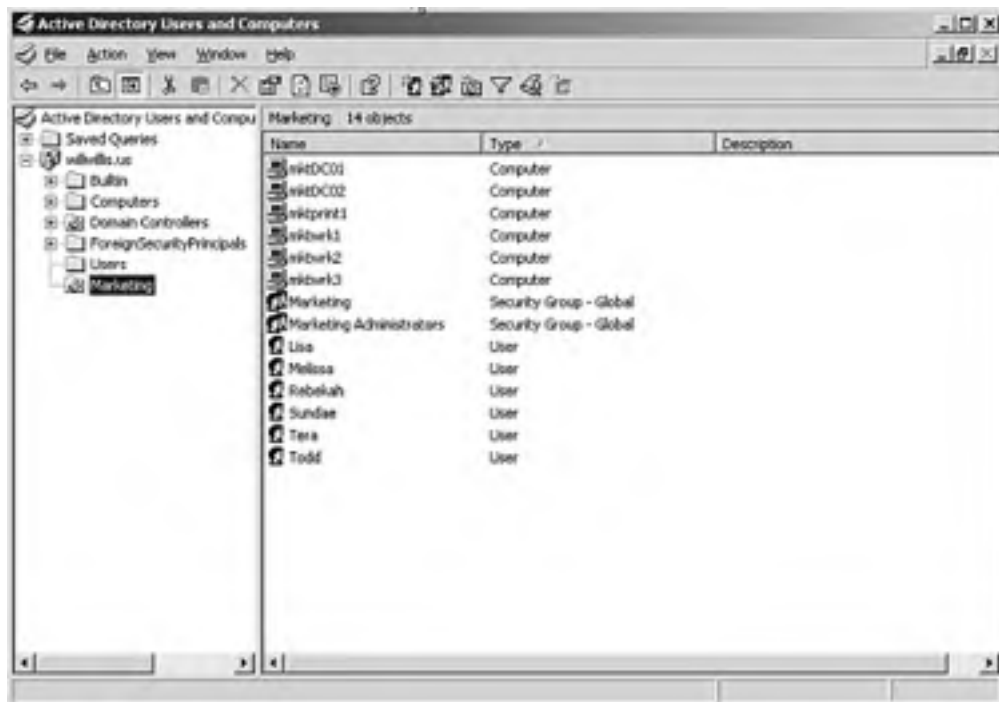 Active Directory Users and Computers
File Action View Window Help
Active Directory Users and Compu
Saved Queries
willwillis.us
Builtin
Computers
Domain Controllers
ForeignSecurityPrincipals
Users
Marketing
Marketing 14 objects
Name Type Description
mktDC01 Computer
mktDC02 Computer
mktprint1 Computer
mktwrk1 Computer
mktwrk2 Computer
mktwrk3 Computer
Marketing Security Group - Global
Marketing Administrators Security Group - Global
Lisa User
Melissa User
Rebekah User
Sundae User
Tera User
Todd User